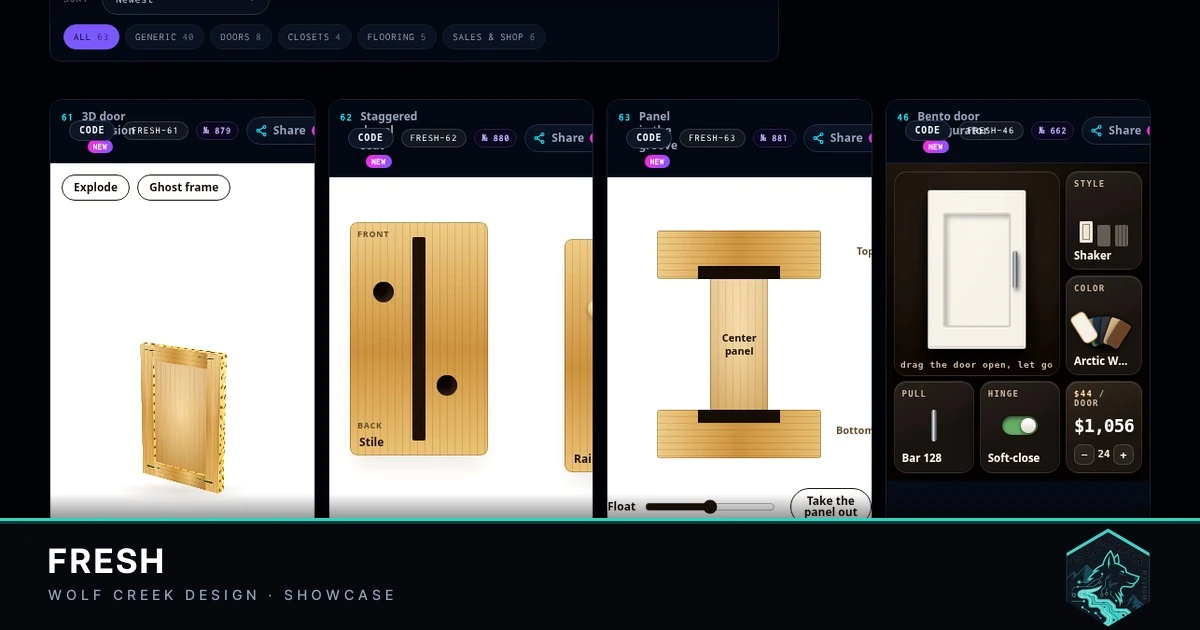 Newest
ALL 63
GENERIC 40
DOORS 8
CLOSETS 4
FLOORING 5
SALES & SHOP 6
61
3D door
CODE
FRESH-61
№ 879
Share
NEW
Explode
Ghost frame
62
Staggered
CODE
FRESH-62
№ 880
Share
NEW
FRONT
BACK
Stile
63
Panel
CODE
FRESH-63
№ 881
Share
NEW
Center
panel
Bottom
Float
Take the
panel out
46
Bento door
CODE
FRESH-46
№ 662
Share
NEW
drag the door open, let go
STYLE
Shaker
COLOR
Arctic W...
PULL
Bar 128
HINGE
Soft-close
$44 /
DOOR
$1,056
− 24 +
FRESH
WOLF CREEK DESIGN · SHOWCASE